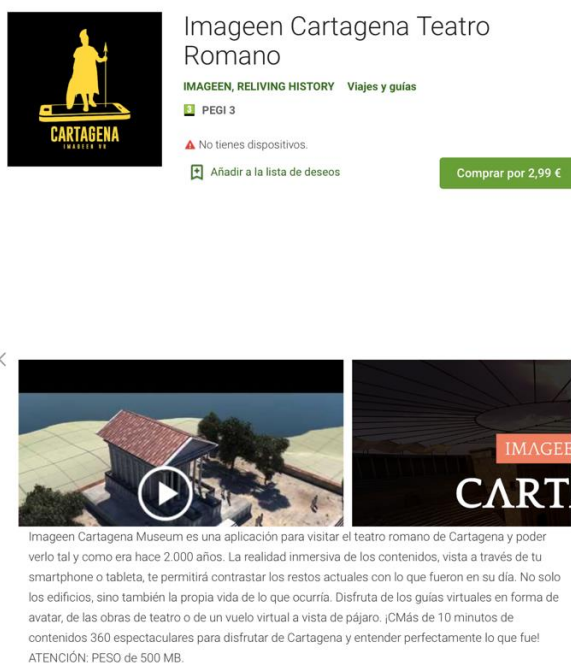 Imageen Cartagena Teatro
Romano
IMAGEEN, RELIVING HISTORY Viajes y guías
3 PEGI 3
No tienes dispositivos.
Añadir a la lista de deseos
Comprar por 2,99 €
CARTAGENA
IMAGEEN VR
IMAGEE
CART
Imageen Cartagena Museum es una aplicación para visitar el teatro romano de Cartagena y poder
verlo tal y como era hace 2.000 años. La realidad inmersiva de los contenidos, vista a través de tu
smartphone o tableta, te permitirá contrastar los restos actuales con lo que fueron en su día. No solo
los edificios, sino también la propia vida de lo que ocurría. Disfruta de los guías virtuales en forma de
avatar, de las obras de teatro o de un vuelo virtual a vista de pájaro. ¡CMás de 10 minutos de
contenidos 360 espectaculares para disfrutar de Cartagena y entender perfectamente lo que fue!
ATENCIÓN: PESO de 500 MB.